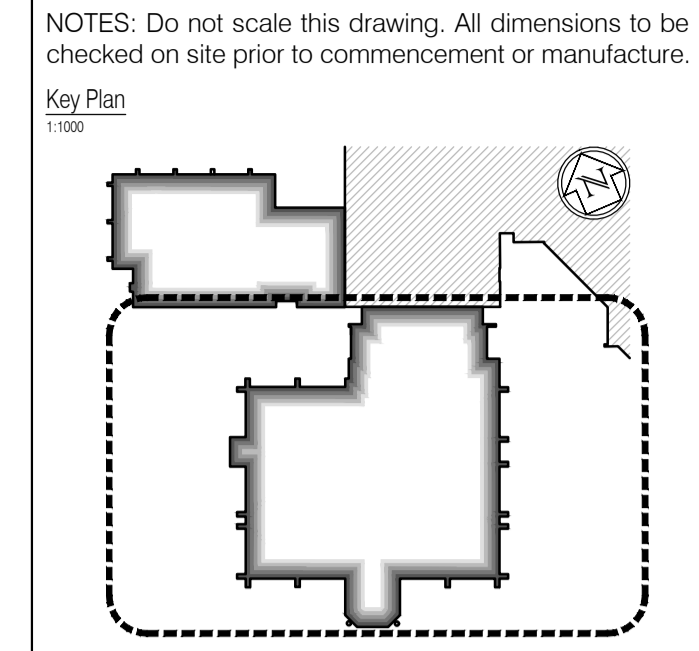 NOTES: Do not scale this drawing. All dimensions to be
checked on site prior to commencement or manufacture.
Key Plan
1:1000
N